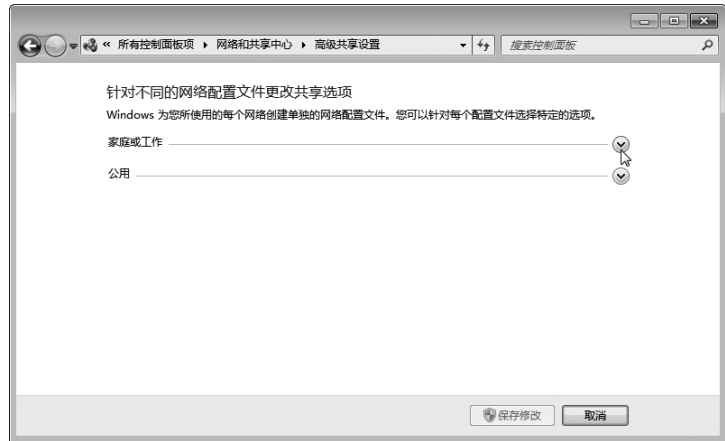 « 所有控制面板项 ▸ 网络和共享中心 ▸ 高级共享设置
搜索控制面板
针对不同的网络配置文件更改共享选项
Windows 为您所使用的每个网络创建单独的网络配置文件。您可以针对每个配置文件选择特定的选项。
家庭或工作
公用
保存修改
取消